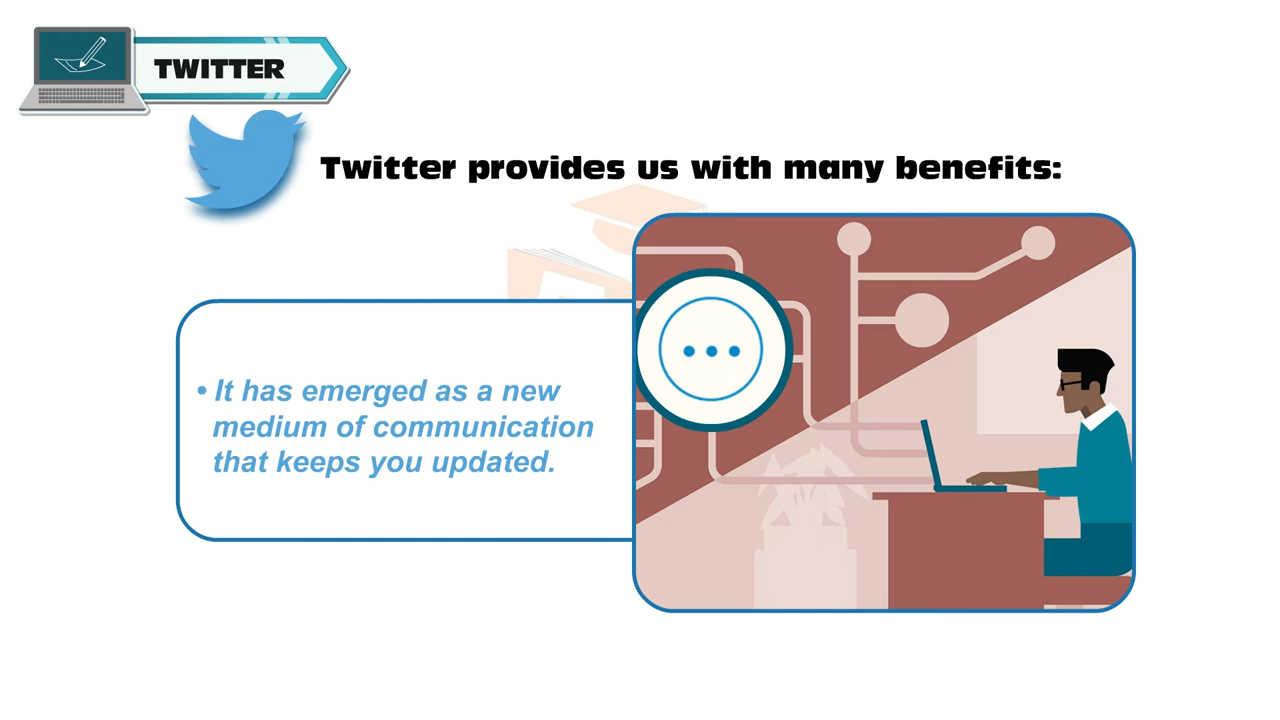 TWITTER
Twitter provides us with many benefits:
• It has emerged as a new
medium of communication
that keeps you updated.